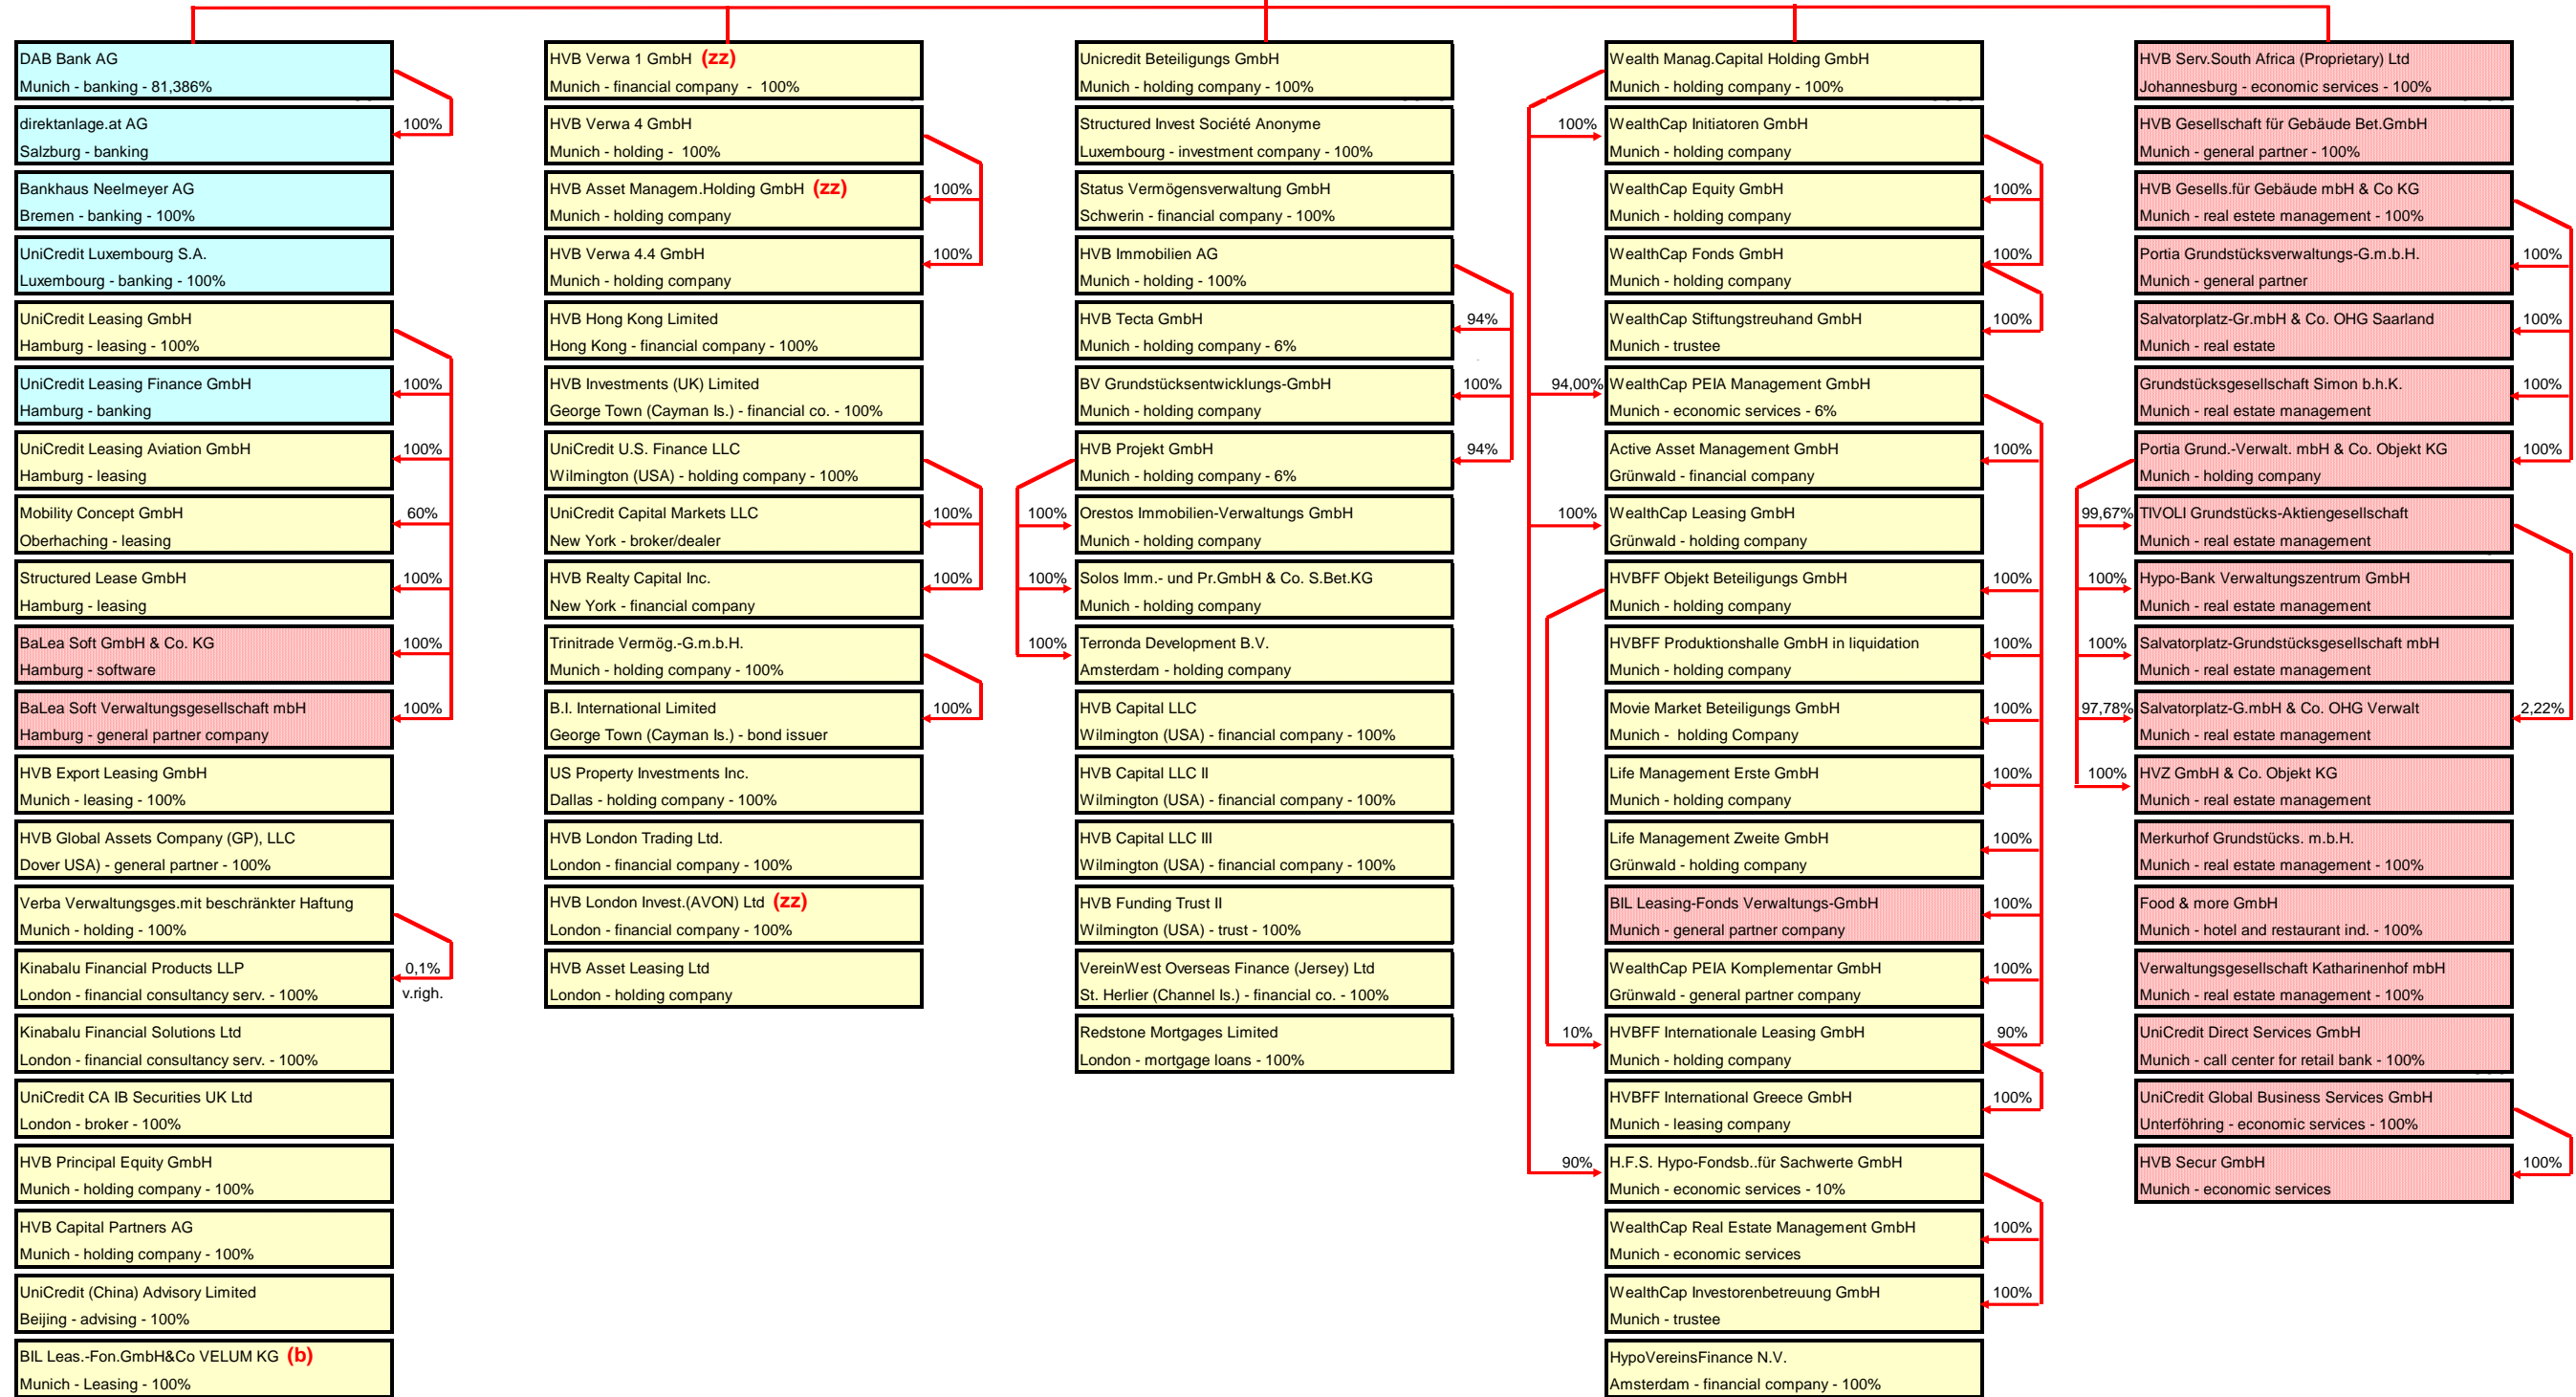 DAB Bank AG
Munich - banking - 81,386%
direktanlage.at AG
Salzburg - banking
100%
Bankhaus Neelmeyer AG
Bremen - banking - 100%
UniCredit Luxembourg S.A.
Luxembourg - banking - 100%
UniCredit Leasing GmbH
Hamburg - leasing - 100%
UniCredit Leasing Finance GmbH
Hamburg - banking
100%
UniCredit Leasing Aviation GmbH
Hamburg - leasing
100%
Mobility Concept GmbH
Oberhaching - leasing
60%
Structured Lease GmbH
Hamburg - leasing
100%
BaLea Soft GmbH & Co. KG
Hamburg - software
100%
BaLea Soft Verwaltungsgesellschaft mbH
Hamburg - general partner company
100%
HVB Export Leasing GmbH
Munich - leasing - 100%
HVB Global Assets Company (GP), LLC
Dover USA) - general partner - 100%
Verba Verwaltungsges.mit beschränkter Haftung
Munich - holding - 100%
Kinabalu Financial Products LLP
London - financial consultancy serv. - 100%
0,1%
v.righ.
Kinabalu Financial Solutions Ltd
London - financial consultancy serv. - 100%
UniCredit CA IB Securities UK Ltd
London - broker - 100%
HVB Principal Equity GmbH
Munich - holding company - 100%
HVB Capital Partners AG
Munich - holding company - 100%
UniCredit (China) Advisory Limited
Beijing - advising - 100%
BIL Leas.-Fon.GmbH&Co VELUM KG (b)
Munich - Leasing - 100%
HVB Verwa 1 GmbH (zz)
Munich - financial company - 100%
HVB Verwa 4 GmbH
Munich - holding - 100%
HVB Asset Managem.Holding GmbH (zz)
Munich - holding company
100%
HVB Verwa 4.4 GmbH
Munich - holding company
100%
HVB Hong Kong Limited
Hong Kong - financial company - 100%
HVB Investments (UK) Limited
George Town (Cayman Is.) - financial co. - 100%
UniCredit U.S. Finance LLC
Wilmington (USA) - holding company - 100%
UniCredit Capital Markets LLC
New York - broker/dealer
100%
HVB Realty Capital Inc.
New York - financial company
100%
Trinitrade Vermög.-G.m.b.H.
Munich - holding company - 100%
B.I. International Limited
George Town (Cayman Is.) - bond issuer
100%
US Property Investments Inc.
Dallas - holding company - 100%
HVB London Trading Ltd.
London - financial company - 100%
HVB London Invest.(AVON) Ltd (zz)
London - financial company - 100%
HVB Asset Leasing Ltd
London - holding company
Unicredit Beteiligungs GmbH
Munich - holding company - 100%
Structured Invest Société Anonyme
Luxembourg - investment company - 100%
Status Vermögensverwaltung GmbH
Schwerin - financial company - 100%
HVB Immobilien AG
Munich - holding - 100%
HVB Tecta GmbH
Munich - holding company - 6%
94%
BV Grundstücksentwicklungs-GmbH
Munich - holding company
100%
HVB Projekt GmbH
Munich - holding company - 6%
94%
100%
Orestos Immobilien-Verwaltungs GmbH
Munich - holding company
100%
Solos Imm.- und Pr.GmbH & Co. S.Bet.KG
Munich - holding company
100%
Terronda Development B.V.
Amsterdam - holding company
HVB Capital LLC
Wilmington (USA) - financial company - 100%
HVB Capital LLC II
Wilmington (USA) - financial company - 100%
HVB Capital LLC III
Wilmington (USA) - financial company - 100%
HVB Funding Trust II
Wilmington (USA) - trust - 100%
VereinWest Overseas Finance (Jersey) Ltd
St. Herlier (Channel Is.) - financial co. - 100%
Redstone Mortgages Limited
London - mortgage loans - 100%
Wealth Manag.Capital Holding GmbH
Munich - holding company - 100%
100%
WealthCap Initiatoren GmbH
Munich - holding company
WealthCap Equity GmbH
Munich - holding company
100%
WealthCap Fonds GmbH
Munich - holding company
100%
WealthCap Stiftungstreuhand GmbH
Munich - trustee
100%
94,00%
WealthCap PEIA Management GmbH
Munich - economic services - 6%
Active Asset Management GmbH
Grünwald - financial company
100%
100%
WealthCap Leasing GmbH
Grünwald - holding company
HVBFF Objekt Beteiligungs GmbH
Munich - holding company
100%
HVBFF Produktionshalle GmbH in liquidation
Munich - holding company
100%
Movie Market Beteiligungs GmbH
Munich - holding Company
100%
Life Management Erste GmbH
Munich - holding company
100%
Life Management Zweite GmbH
Grünwald - holding company
100%
BIL Leasing-Fonds Verwaltungs-GmbH
Munich - general partner company
100%
WealthCap PEIA Komplementar GmbH
Grünwald - general partner company
100%
10%
HVBFF Internationale Leasing GmbH
Munich - holding company
90%
HVBFF International Greece GmbH
Munich - leasing company
100%
90%
H.F.S. Hypo-Fondsb..für Sachwerte GmbH
Munich - economic services - 10%
WealthCap Real Estate Management GmbH
Munich - economic services
100%
WealthCap Investorenbetreuung GmbH
Munich - trustee
100%
HypoVereinsFinance N.V.
Amsterdam - financial company - 100%
HVB Serv.South Africa (Proprietary) Ltd
Johannesburg - economic services - 100%
HVB Gesellschaft für Gebäude Bet.GmbH
Munich - general partner - 100%
HVB Gesells.für Gebäude mbH & Co KG
Munich - real estete management - 100%
Portia Grundstücksverwaltungs-G.m.b.H.
Munich - general partner
100%
Salvatorplatz-Gr.mbH & Co. OHG Saarland
Munich - real estate
100%
Grundstücksgesellschaft Simon b.h.K.
Munich - real estate management
100%
Portia Grund.-Verwalt. mbH & Co. Objekt KG
Munich - holding company
100%
99,67%
TIVOLI Grundstücks-Aktiengesellschaft
Munich - real estate management
100%
Hypo-Bank Verwaltungszentrum GmbH
Munich - real estate management
100%
Salvatorplatz-Grundstücksgesellschaft mbH
Munich - real estate management
97,78%
Salvatorplatz-G.mbH & Co. OHG Verwalt
Munich - real estate management
2,22%
100%
HVZ GmbH & Co. Objekt KG
Munich - real estate management
Merkurhof Grundstücks. m.b.H.
Munich - real estate management - 100%
Food & more GmbH
Munich - hotel and restaurant ind. - 100%
Verwaltungsgesellschaft Katharinenhof mbH
Munich - real estate management - 100%
UniCredit Direct Services GmbH
Munich - call center for retail bank - 100%
UniCredit Global Business Services GmbH
Unterföhring - economic services - 100%
HVB Secur GmbH
Munich - economic services
100%